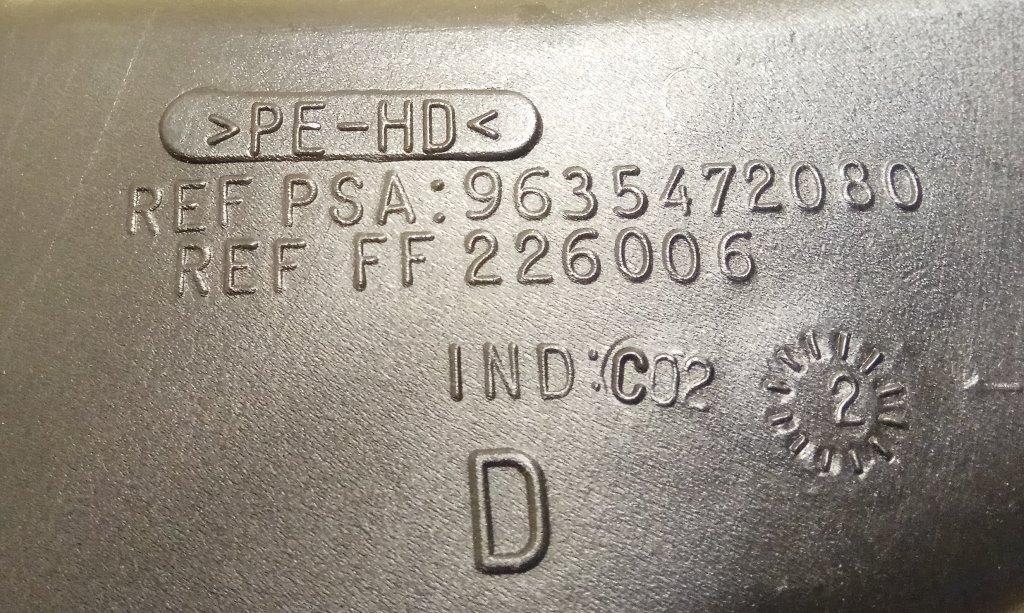 >PE-HD<
REF PSA:9635472080
REF FF 226006
IND:C02
2
D